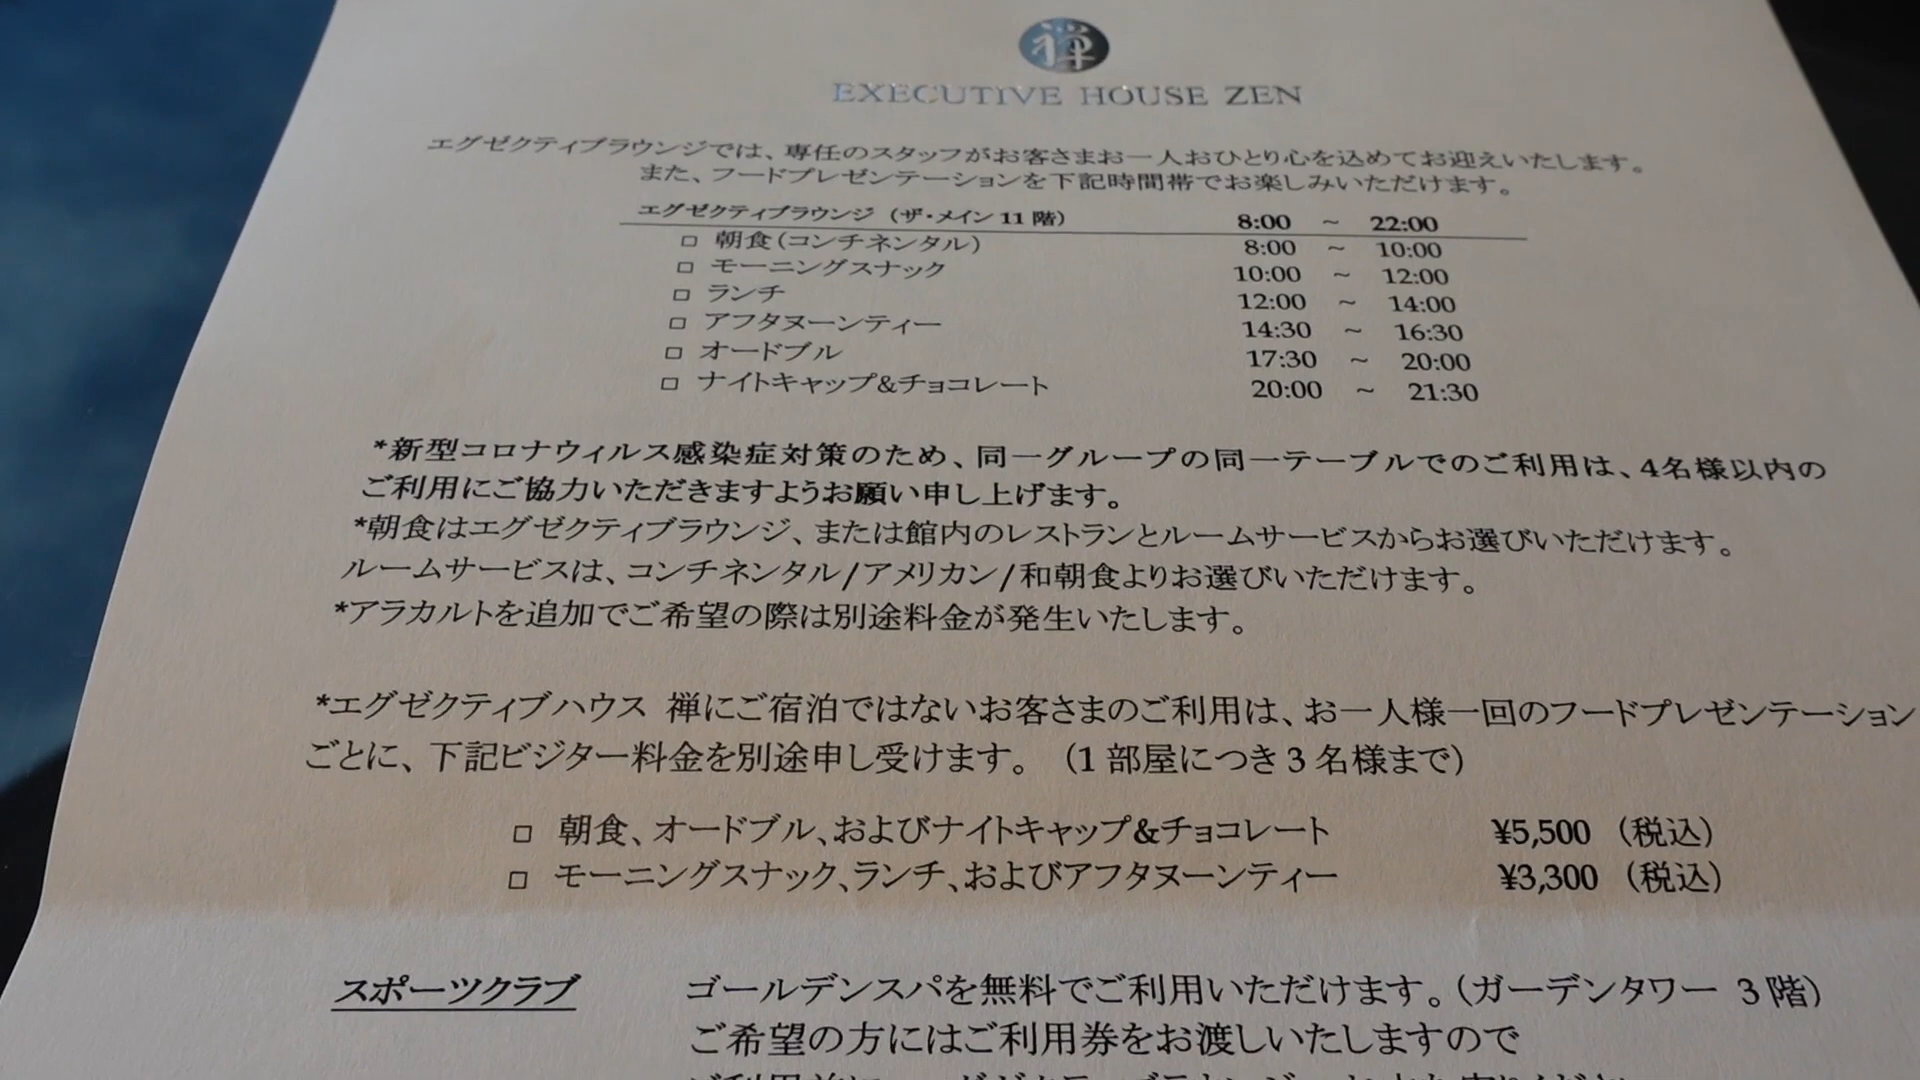 禅
EXECUTIVE HOUSE ZEN
エグゼクティブラウンジでは、専任のスタッフがお客さまお一人おひとり心を込めてお迎えいたします。
また、フードプレゼンテーションを下記時間帯でお楽しみいただけます。
エグゼクティブラウンジ（ザ・メイン 11 階） 8:00 ～ 22:00
□ 朝食（コンチネンタル） 8:00 ～ 10:00
□ モーニングスナック 10:00 ～ 12:00
□ ランチ 12:00 ～ 14:00
□ アフタヌーンティー 14:30 ～ 16:30
□ オードブル 17:30 ～ 20:00
□ ナイトキャップ&チョコレート 20:00 ～ 21:30
*新型コロナウィルス感染症対策のため、同一グループの同一テーブルでのご利用は、4名様以内の
ご利用にご協力いただきますようお願い申し上げます。
*朝食はエグゼクティブラウンジ、または館内のレストランとルームサービスからお選びいただけます。
ルームサービスは、コンチネンタル/アメリカン/和朝食よりお選びいただけます。
*アラカルトを追加でご希望の際は別途料金が発生いたします。
*エグゼクティブハウス 禅にご宿泊ではないお客さまのご利用は、お一人様一回のフードプレゼンテーション
ごとに、下記ビジター料金を別途申し受けます。（1 部屋につき 3 名様まで）
□ 朝食、オードブル、およびナイトキャップ&チョコレート ¥5,500 （税込）
□ モーニングスナック、ランチ、およびアフタヌーンティー ¥3,300 （税込）
スポーツクラブ ゴールデンスパを無料でご利用いただけます。（ガーデンタワー 3 階）
ご希望の方にはご利用券をお渡しいたしますので